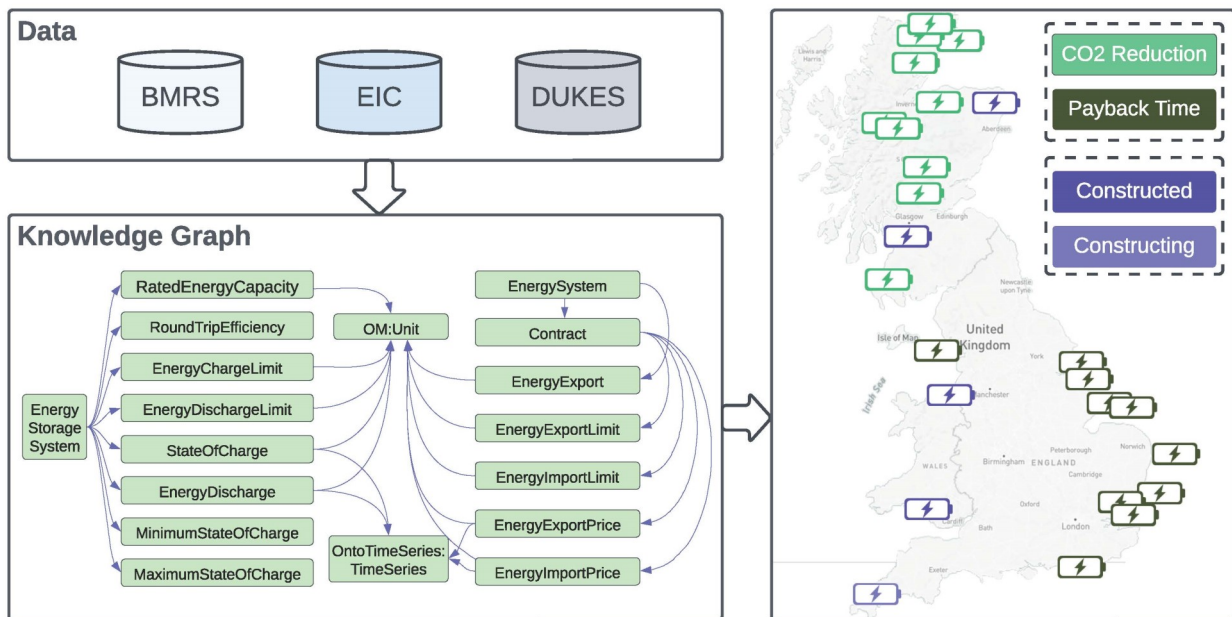 Data
BMRS
EIC
DUKES
Knowledge Graph
RatedEnergyCapacity
RoundTripEfficiency
EnergyChargeLimit
EnergyDischargeLimit
StateOfCharge
EnergyDischarge
MinimumStateOfCharge
MaximumStateOfCharge
Energy
Storage
System
OM:Unit
OntoTimeSeries:
TimeSeries
EnergySystem
Contract
EnergyExport
EnergyExportLimit
EnergyImportLimit
EnergyExportPrice
EnergyImportPrice
CO2 Reduction
Payback Time
Constructed
Constructing
Lewis and
Harris
Aberdeen
Glasgow
Edinburgh
Newcastle
upon Tyne
Isle of Man
United
Kingdom
York
Irish Sea
Norwich
Peterborough
Birmingham
ENGLAND
WALES
Cambridge
Oxford
London
Bath
Exeter